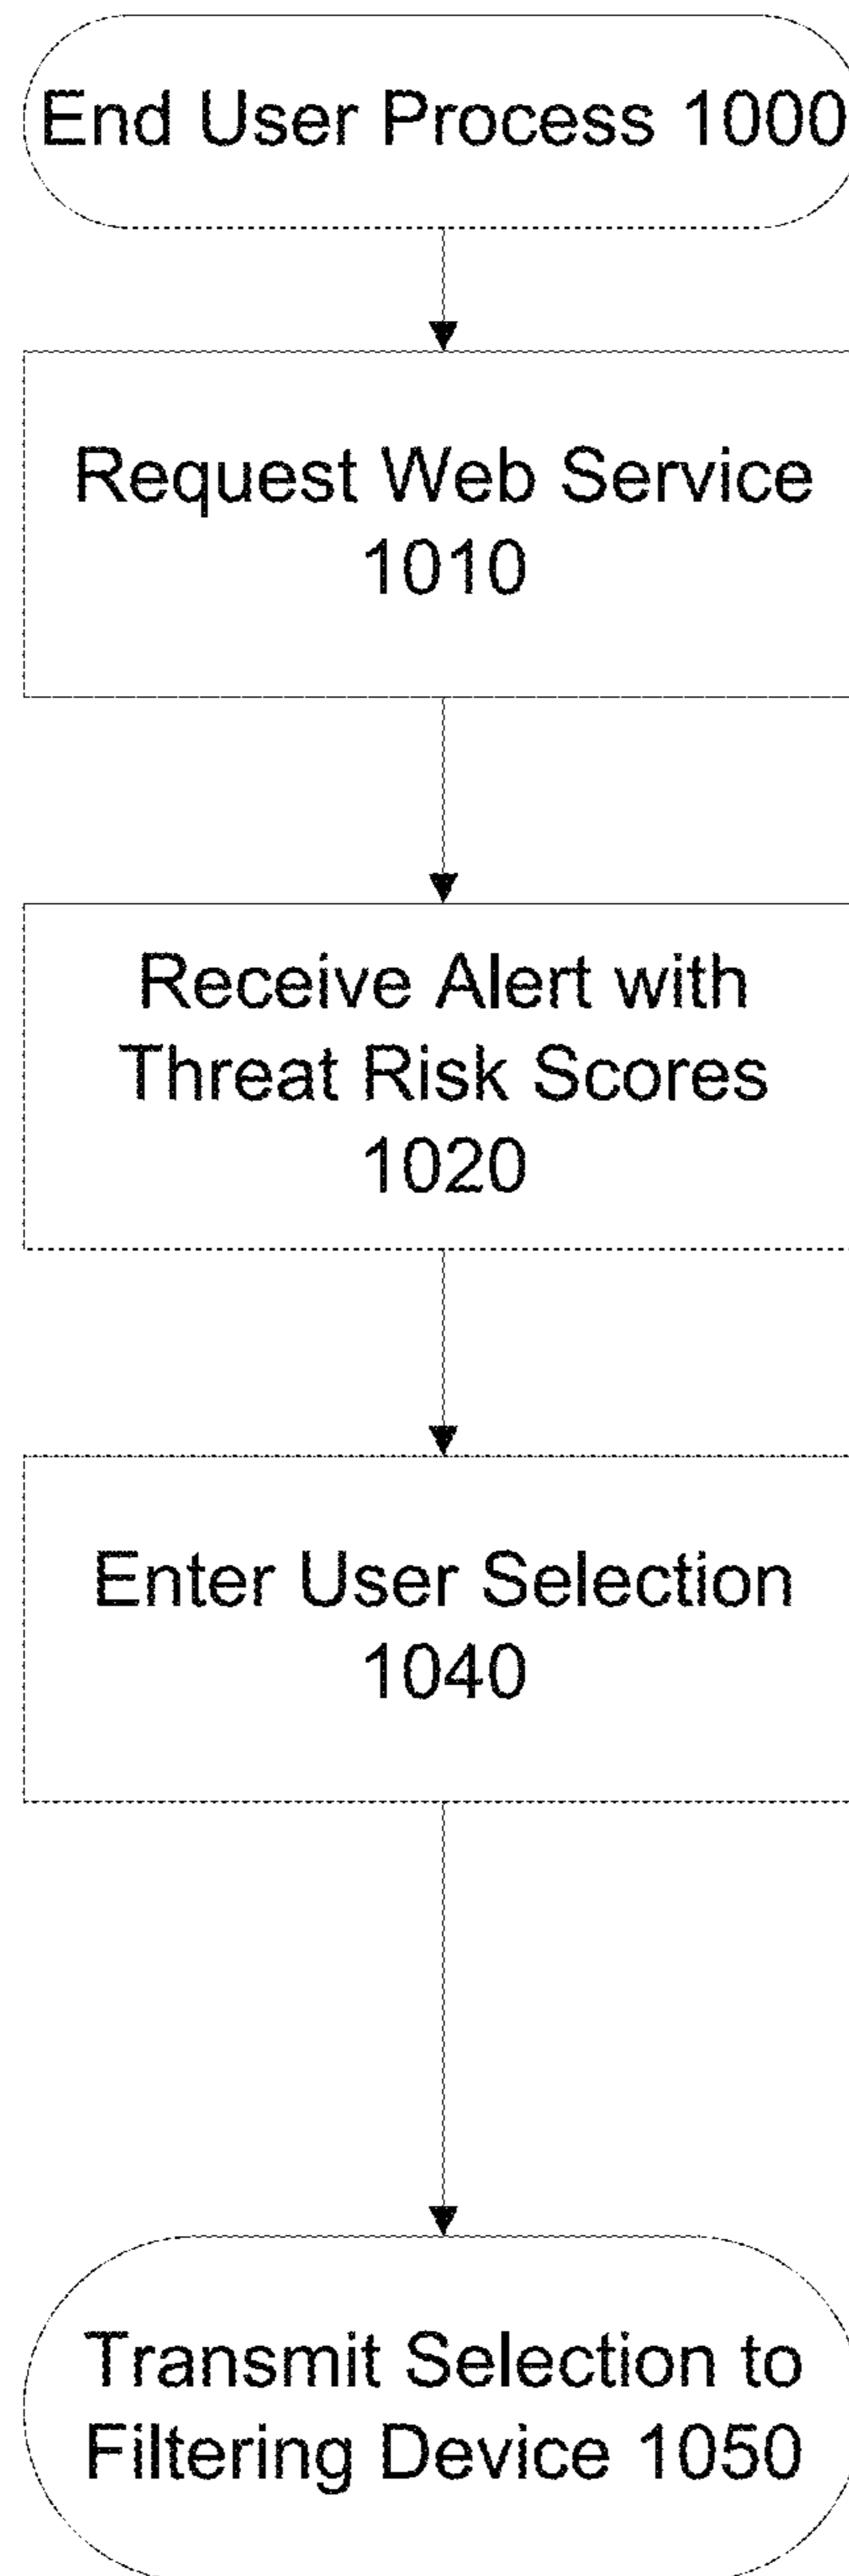 End User Process 1000
Request Web Service
1010
Receive Alert with
Threat Risk Scores
1020
Enter User Selection
1040
Transmit Selection to
Filtering Device 1050